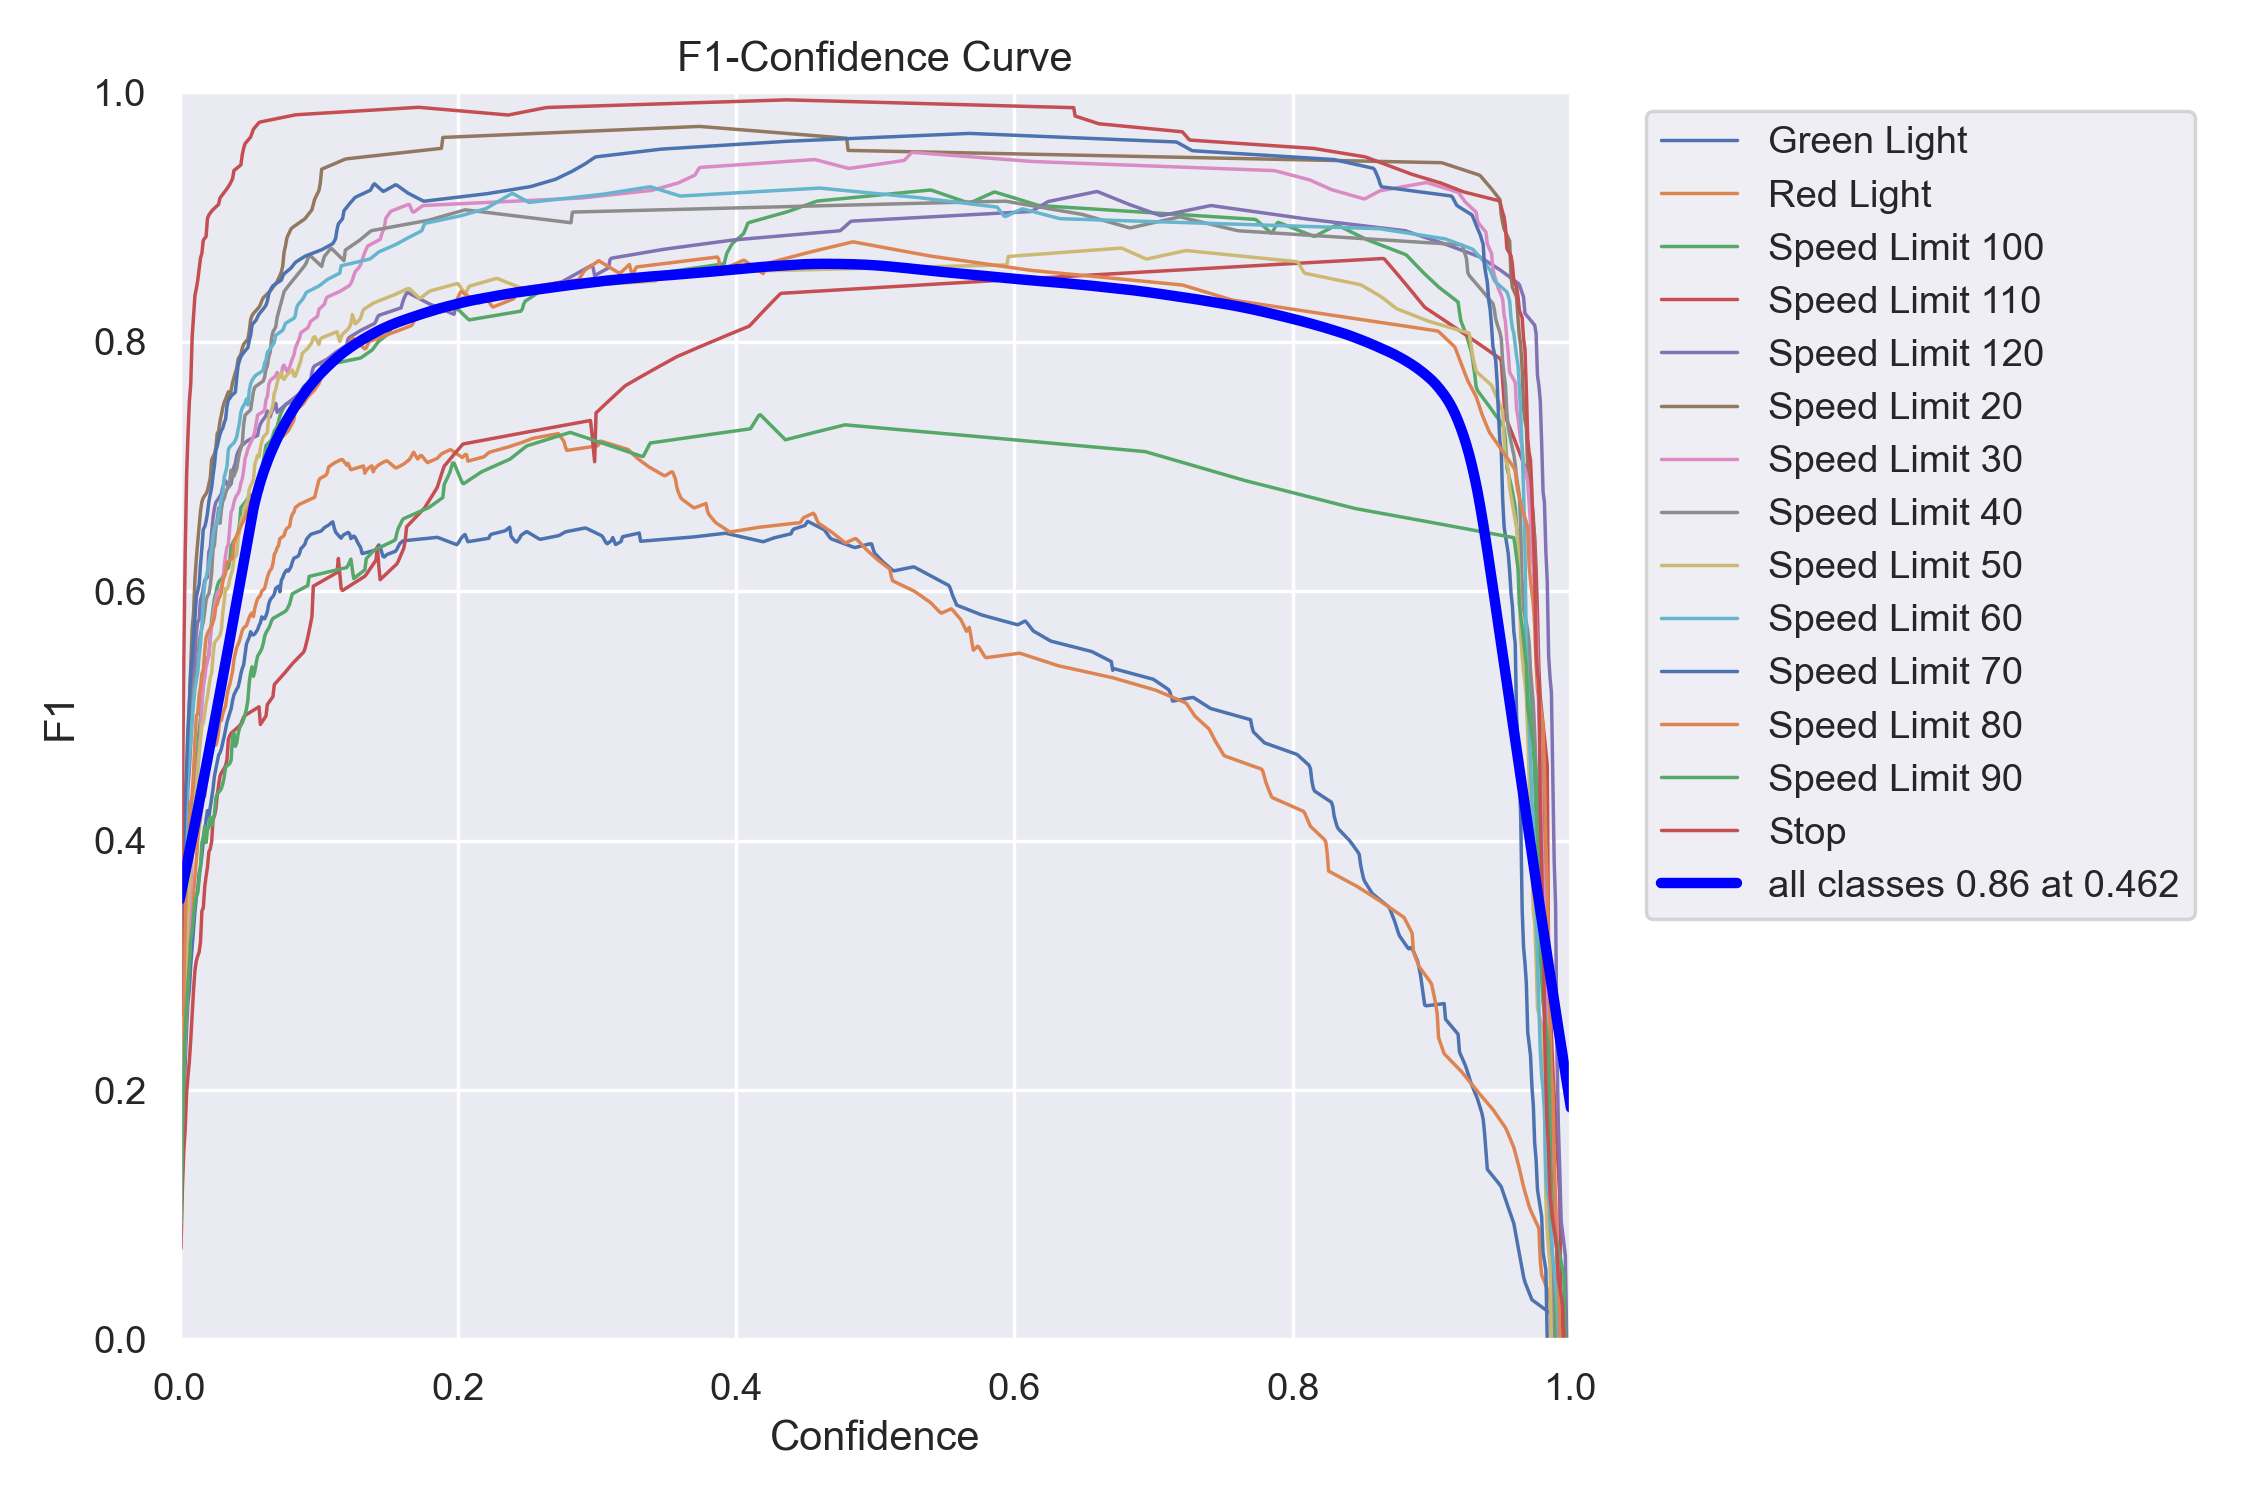 F1-Confidence Curve
1.0
0.8
0.6
0.4
0.2
0.0
F1
0.0 0.2 0.4 0.6 0.8 1.0
Confidence
Green Light
Red Light
Speed Limit 100
Speed Limit 110
Speed Limit 120
Speed Limit 20
Speed Limit 30
Speed Limit 40
Speed Limit 50
Speed Limit 60
Speed Limit 70
Speed Limit 80
Speed Limit 90
Stop
all classes 0.86 at 0.462